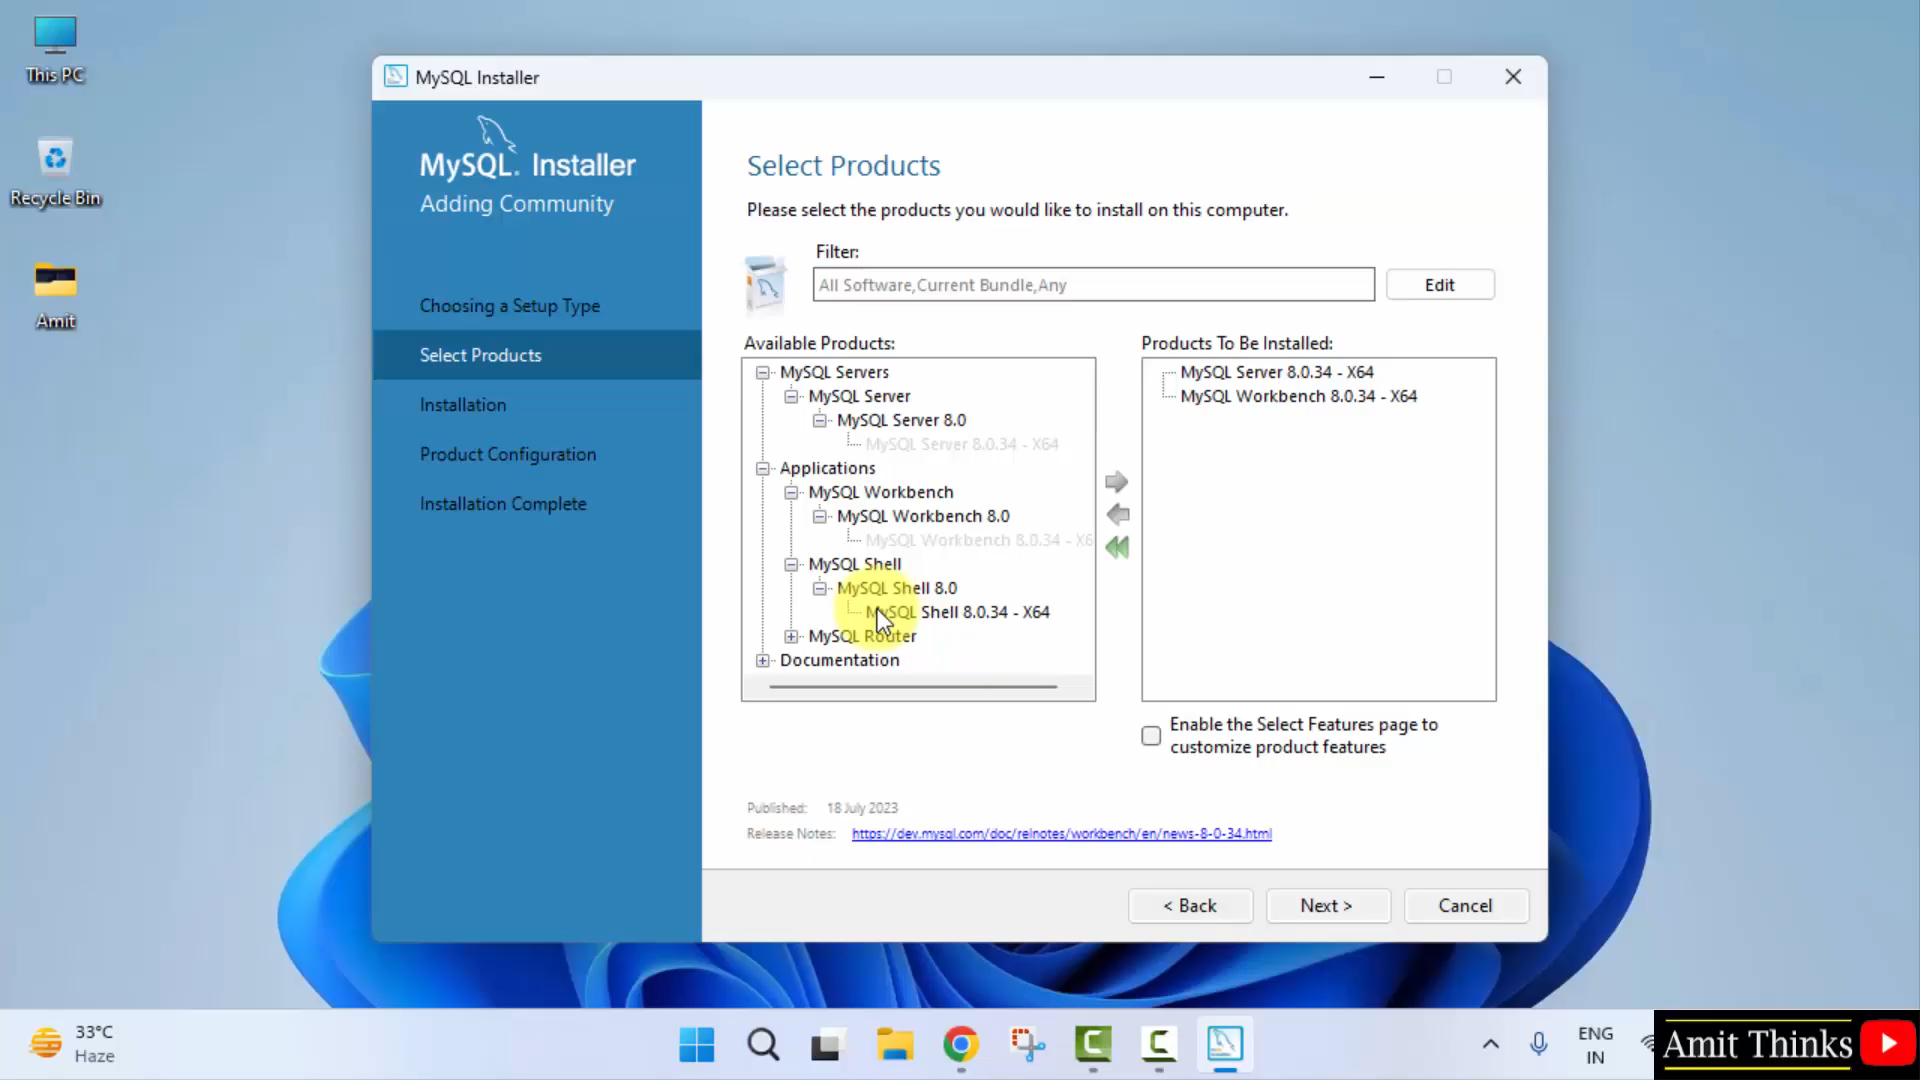 This PC
Recycle Bin
Amit
MySQL Installer
MySQL. Installer
Adding Community
Choosing a Setup Type
Select Products
Installation
Product Configuration
Installation Complete
Select Products
Please select the products you would like to install on this computer.
Filter:
All Software,Current Bundle,Any
Edit
Available Products:
MySQL Servers
MySQL Server
MySQL Server 8.0
MySQL Server 8.0.34 - X64
Applications
MySQL Workbench
MySQL Workbench 8.0
MySQL Workbench 8.0.34 - X6
MySQL Shell
MySQL Shell 8.0
MySQL Shell 8.0.34 - X64
MySQL Router
Documentation
Products To Be Installed:
MySQL Server 8.0.34 - X64
MySQL Workbench 8.0.34 - X64
Enable the Select Features page to
customize product features
Published: 18 July 2023
Release Notes: https://dev.mysql.com/doc/relnotes/workbench/en/news-8-0-34.html
< Back
Next >
Cancel
33°C
Haze
ENG
IN
Amit Thinks